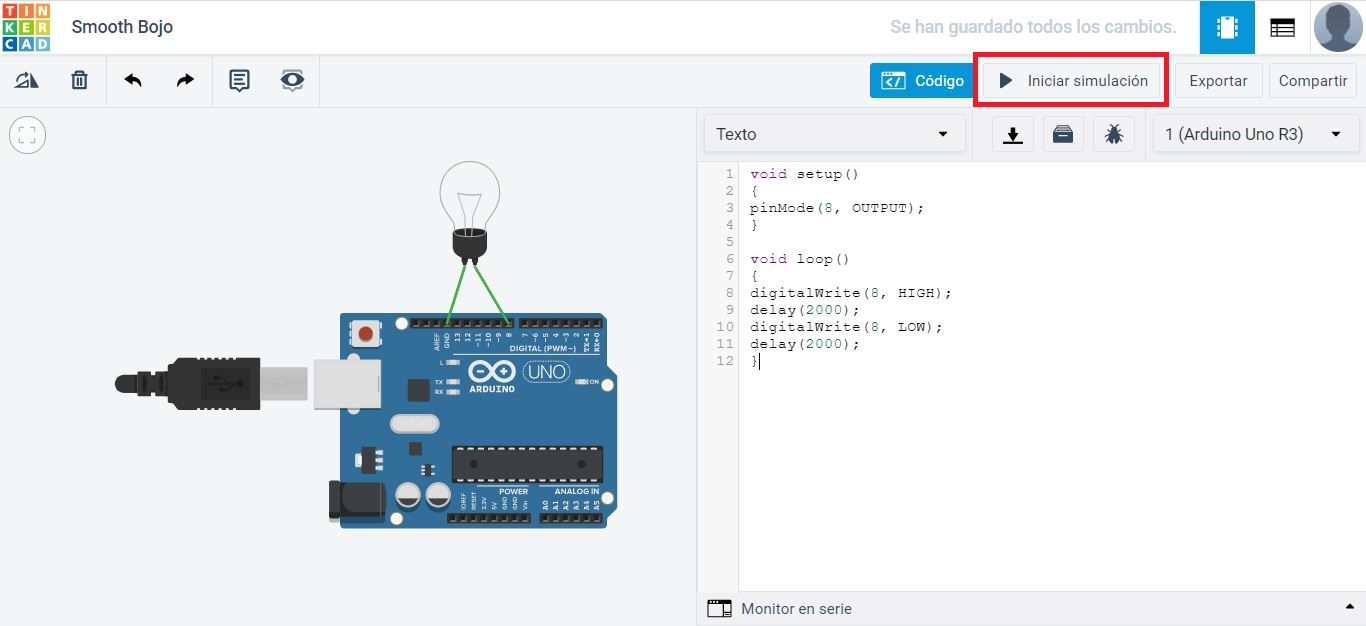 TIN
KER
CAD
Smooth Bojo
Se han guardado todos los cambios.
Código
Iniciar simulación
Exportar
Compartir
Texto
1 (Arduino Uno R3)
1 void setup()
2 {
3 pinMode(8, OUTPUT);
4 }
5
6 void loop()
7 {
8 digitalWrite(8, HIGH);
9 delay(2000);
10 digitalWrite(8, LOW);
11 delay(2000);
12 }
AREF
GND
13
12
~11
~10
~9
8
7
~6
~5
4
~3
2
TX→1
RX←0
DIGITAL (PWM~)
L
TX
RX
ARDUINO
UNO
ON
POWER
ANALOG IN
IOREF
RESET
3.3V
5V
GND
GND
Vin
A0
A1
A2
A3
A4
A5
Monitor en serie